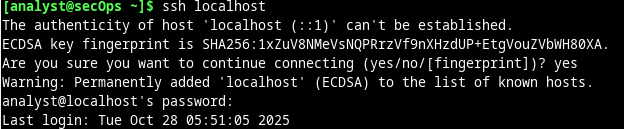 [analyst@secOps ~]$ ssh localhost
The authenticity of host 'localhost (::1)' can't be established.
ECDSA key fingerprint is SHA256:1xZuV8NMeVsNQPRrzVf9nXHzdUP+EtgVouZVbWH80XA.
Are you sure you want to continue connecting (yes/no/[fingerprint])? yes
Warning: Permanently added 'localhost' (ECDSA) to the list of known hosts.
analyst@localhost's password:
Last login: Tue Oct 28 05:51:05 2025